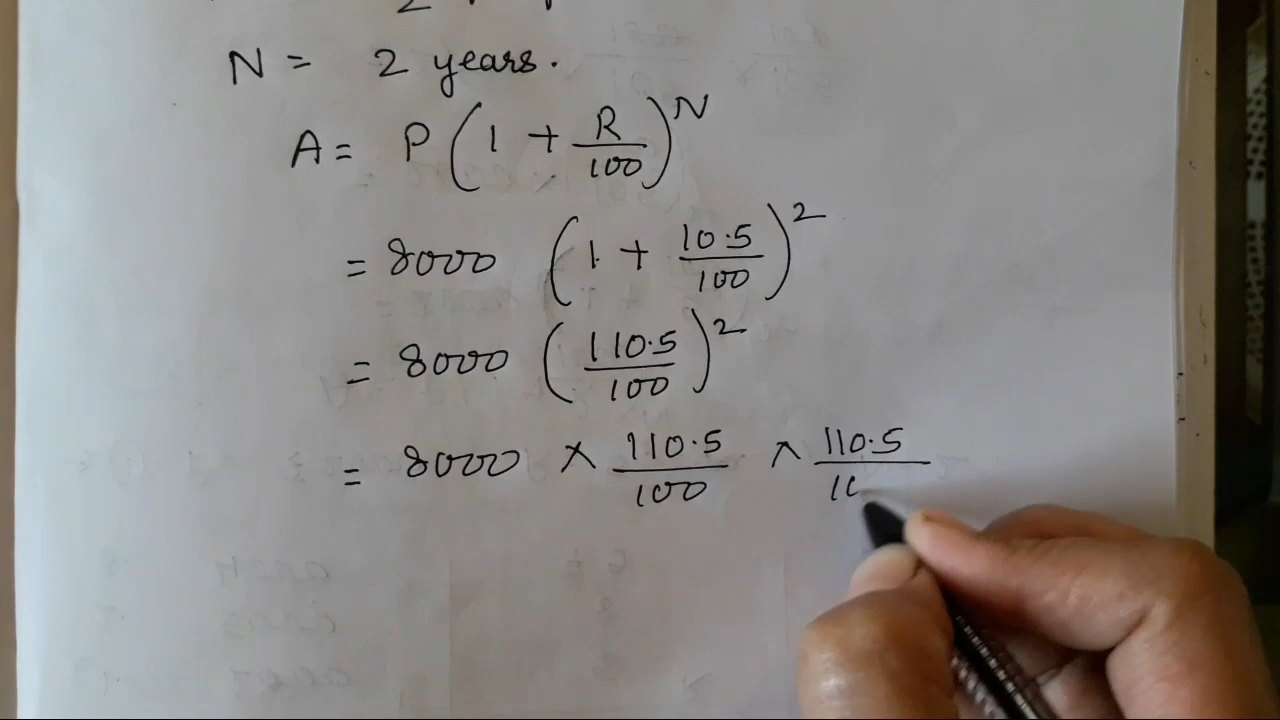 N = 2 years.
A = P (1 + R/100)^N
= 8000 (1 + 10.5/100)^2
= 8000 (110.5/100)^2
= 8000 × 110.5/100 × 110.5/10